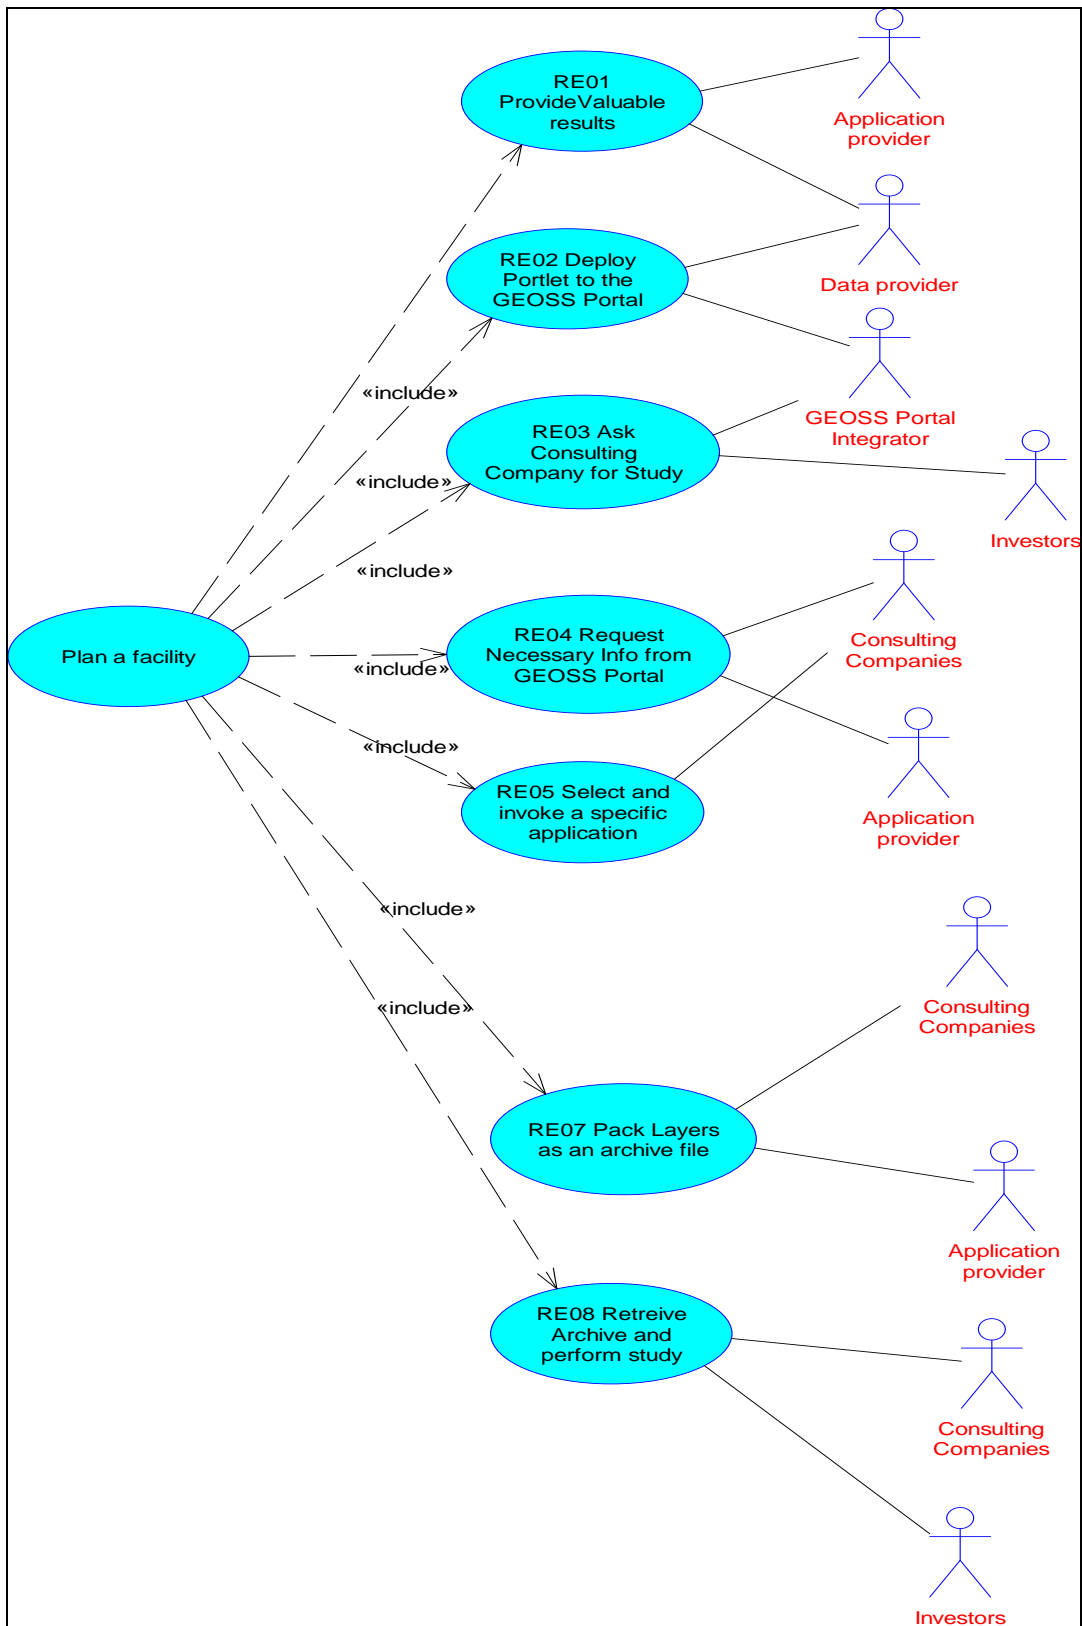 RE01
ProvideValuable
results
Application
provider
RE02 Deploy
Portlet to the
GEOSS Portal
Data provider
«include»
GEOSS Portal
Integrator
RE03 Ask
Consulting
Company for Study
«include»
Investors
«include»
Plan a facility
RE04 Request
Necessary Info from
GEOSS Portal
«include»
Consulting
Companies
«include»
RE05 Select and
invoke a specific
application
Application
provider
«include»
«include»
Consulting
Companies
RE07 Pack Layers
as an archive file
Application
provider
RE08 Retreive
Archive and
perform study
Consulting
Companies
Investors